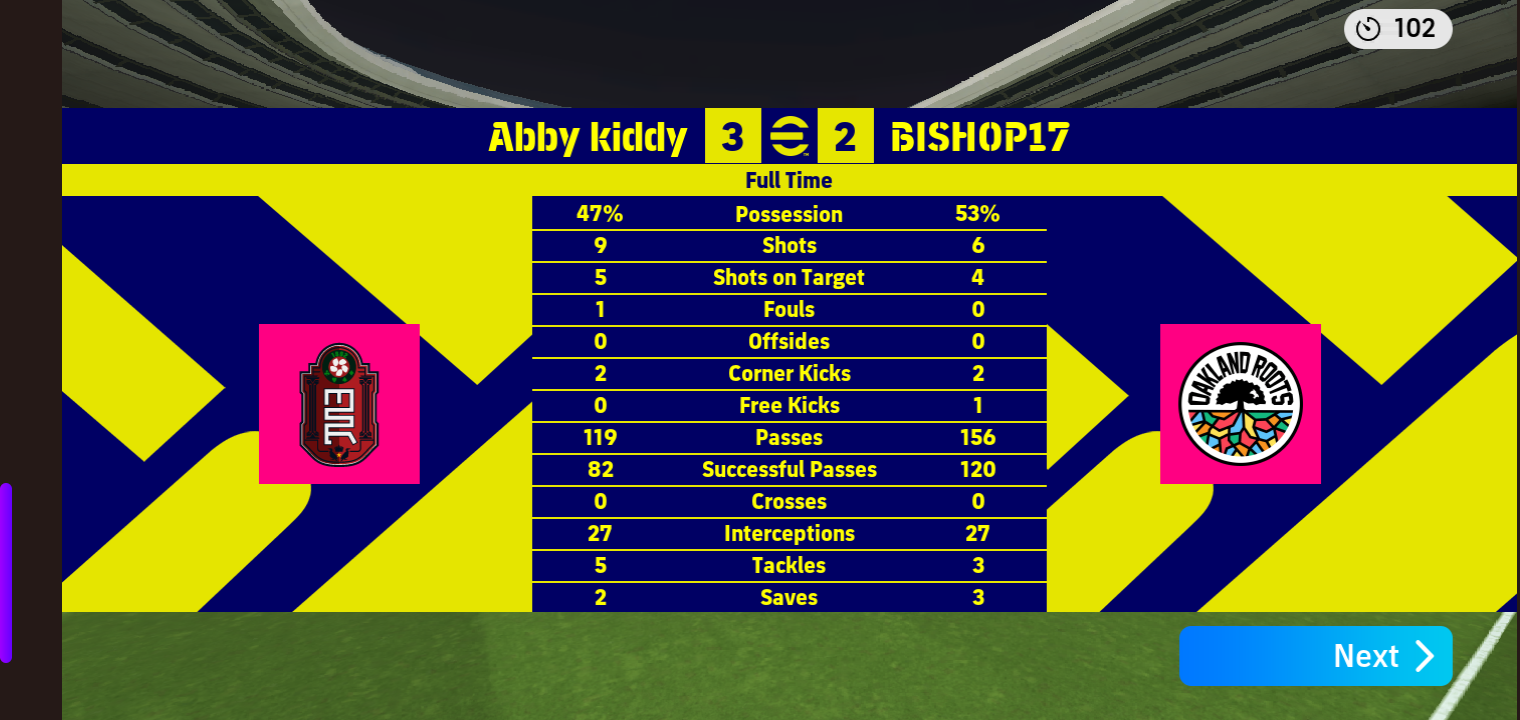 102
Abby kiddy 3 2 BISHOP17
Full Time
47% Possession 53%
9 Shots 6
5 Shots on Target 4
1 Fouls 0
0 Offsides 0
2 Corner Kicks 2
0 Free Kicks 1
119 Passes 156
82 Successful Passes 120
0 Crosses 0
27 Interceptions 27
5 Tackles 3
2 Saves 3
OAKLAND ROOTS
Next